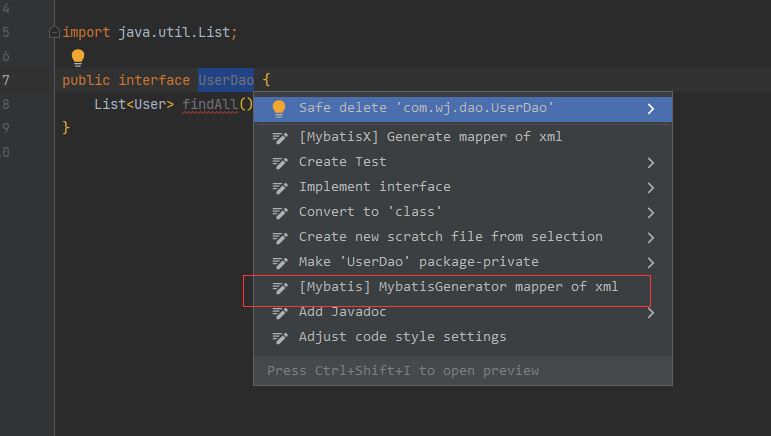 4
5 import java.util.List;
6
7 public interface UserDao {
8 List<User> findAll()
9 }
10
Safe delete 'com.wj.dao.UserDao'
[MybatisX] Generate mapper of xml
Create Test
Implement interface
Convert to 'class'
Create new scratch file from selection
Make 'UserDao' package-private
[Mybatis] MybatisGenerator mapper of xml
Add Javadoc
Adjust code style settings
Press Ctrl+Shift+I to open preview